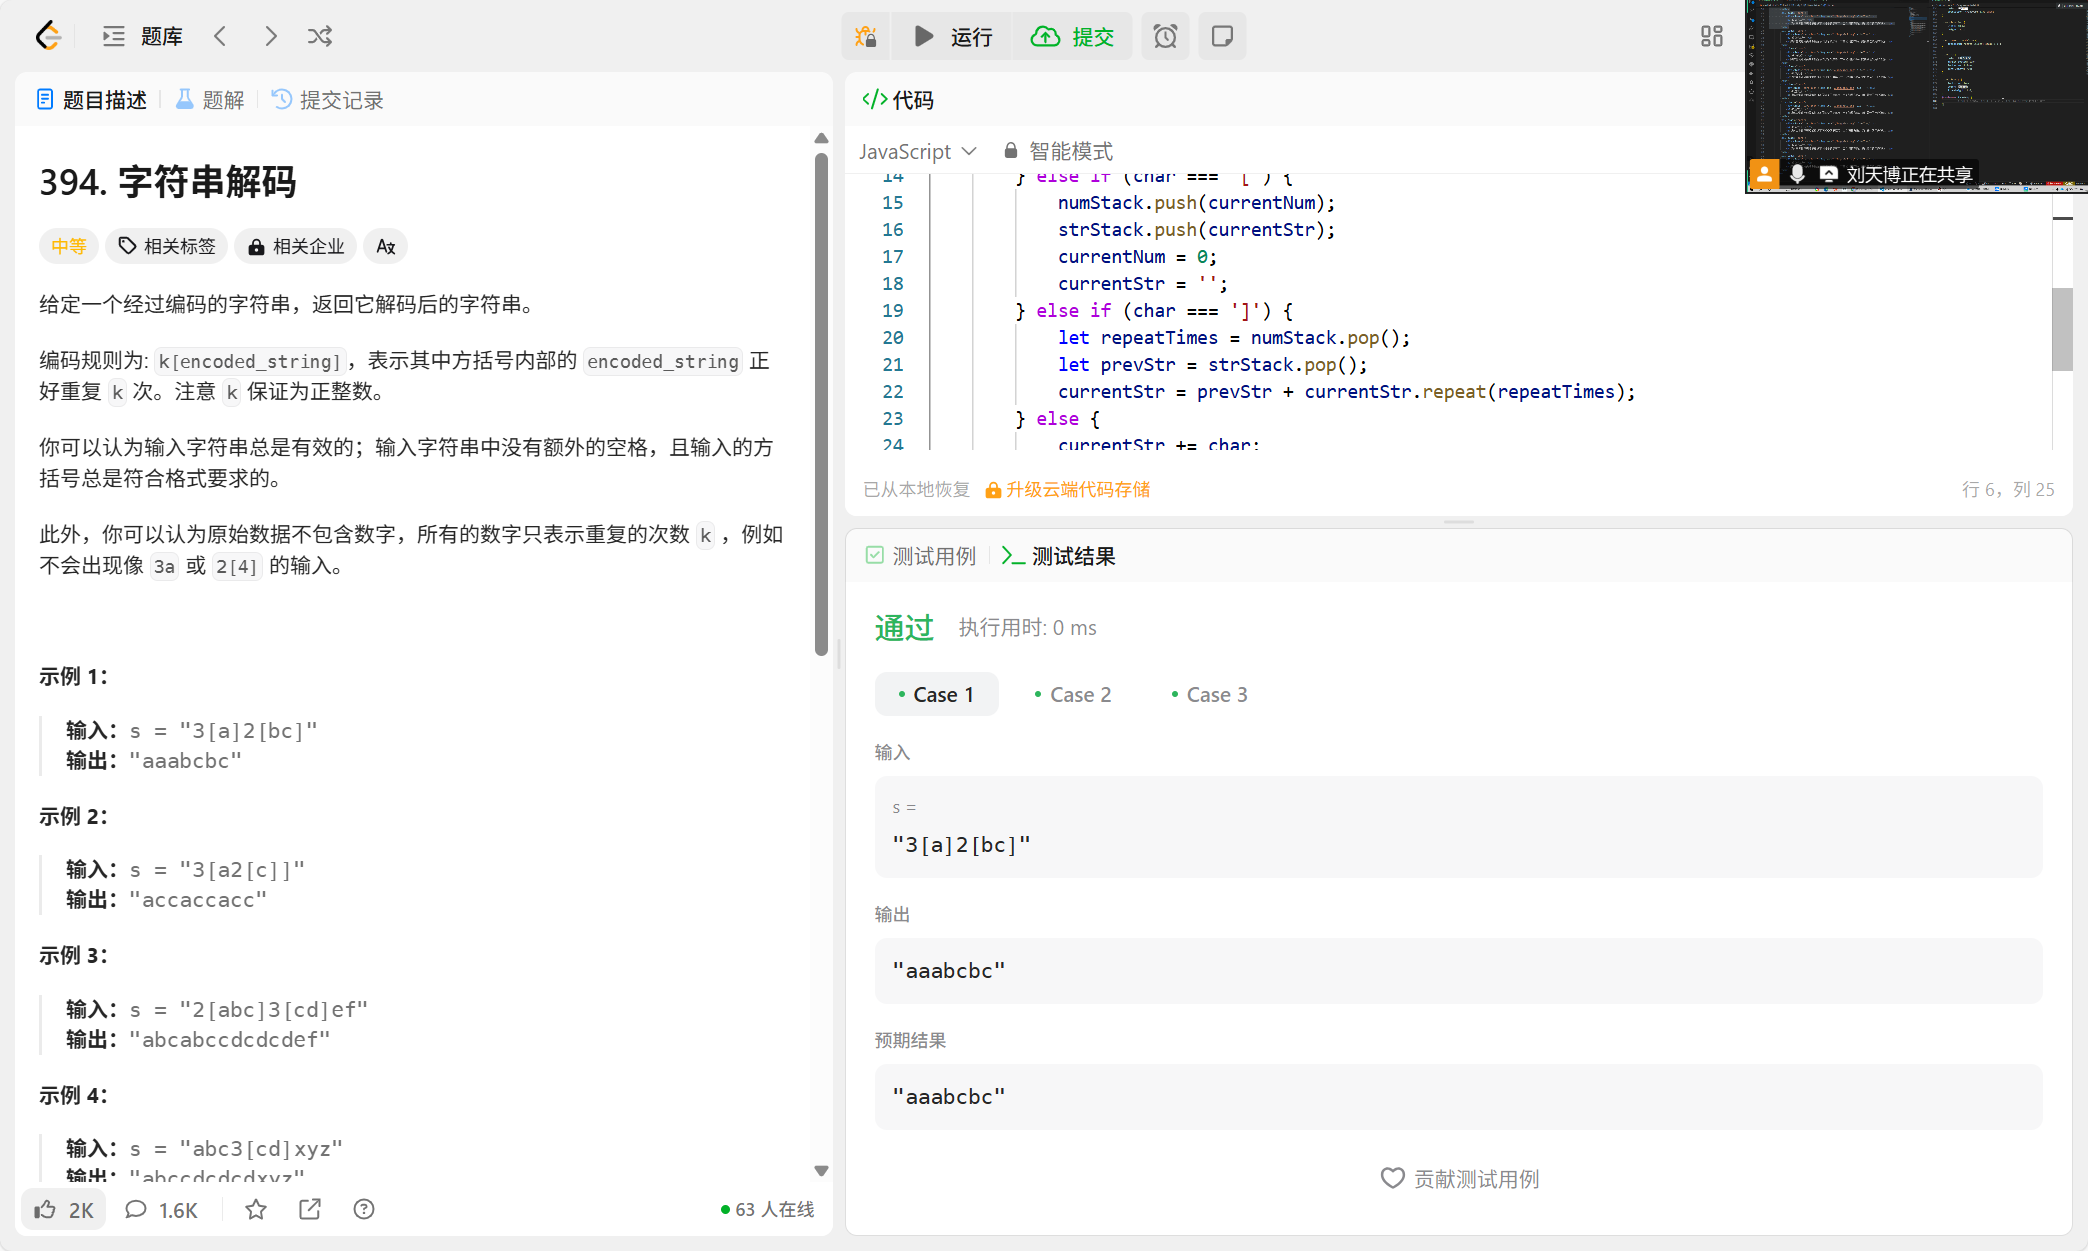 题库
运行
提交
刘天博正在共享
题目描述
题解
提交记录
394. 字符串解码
中等
相关标签
相关企业
给定一个经过编码的字符串，返回它解码后的字符串。
编码规则为: k[encoded_string]，表示其中方括号内部的 encoded_string 正
好重复 k 次。注意 k 保证为正整数。
你可以认为输入字符串总是有效的；输入字符串中没有额外的空格，且输入的方
括号总是符合格式要求的。
此外，你可以认为原始数据不包含数字，所有的数字只表示重复的次数 k ，例如
不会出现像 3a 或 2[4] 的输入。
示例 1：
输入：s = "3[a]2[bc]"
输出："aaabcbc"
示例 2：
输入：s = "3[a2[c]]"
输出："accaccacc"
示例 3：
输入：s = "2[abc]3[cd]ef"
输出："abcabccdcdcdef"
示例 4：
输入：s = "abc3[cd]xyz"
输出："abccdcdcdxyz"
2K
1.6K
63 人在线
代码
JavaScript
智能模式
14 } else if (char === '[') {
15 numStack.push(currentNum);
16 strStack.push(currentStr);
17 currentNum = 0;
18 currentStr = '';
19 } else if (char === ']') {
20 let repeatTimes = numStack.pop();
21 let prevStr = strStack.pop();
22 currentStr = prevStr + currentStr.repeat(repeatTimes);
23 } else {
24 currentStr += char;
已从本地恢复
升级云端代码存储
行 6，列 25
测试用例
测试结果
通过
执行用时: 0 ms
Case 1
Case 2
Case 3
输入
s =
"3[a]2[bc]"
输出
"aaabcbc"
预期结果
"aaabcbc"
贡献测试用例